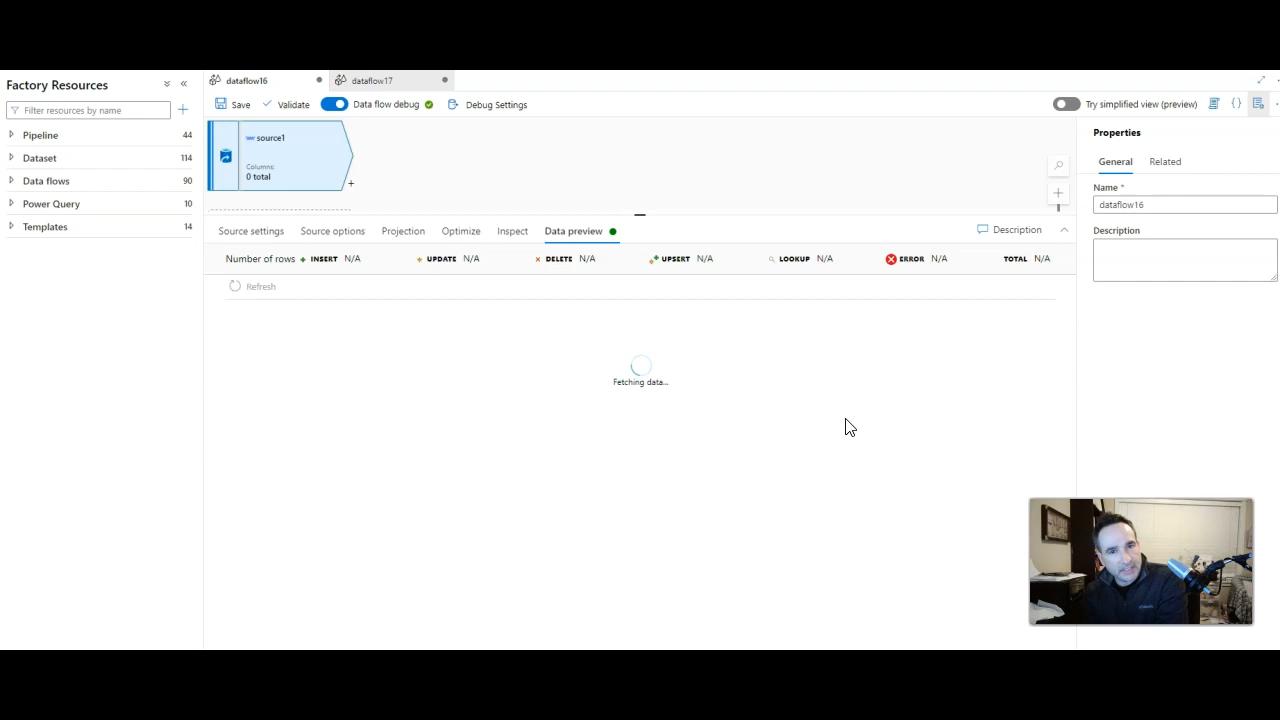 Factory Resources
Filter resources by name
Pipeline 44
Dataset 114
Data flows 90
Power Query 10
Templates 14
dataflow16
dataflow17
Save
Validate
Data flow debug
Debug Settings
Try simplified view (preview)
source1
Columns:
0 total
Source settings
Source options
Projection
Optimize
Inspect
Data preview
Description
Number of rows
INSERT N/A
UPDATE N/A
DELETE N/A
UPSERT N/A
LOOKUP N/A
ERROR N/A
TOTAL N/A
Refresh
Fetching data...
Properties
General
Related
Name *
dataflow16
Description